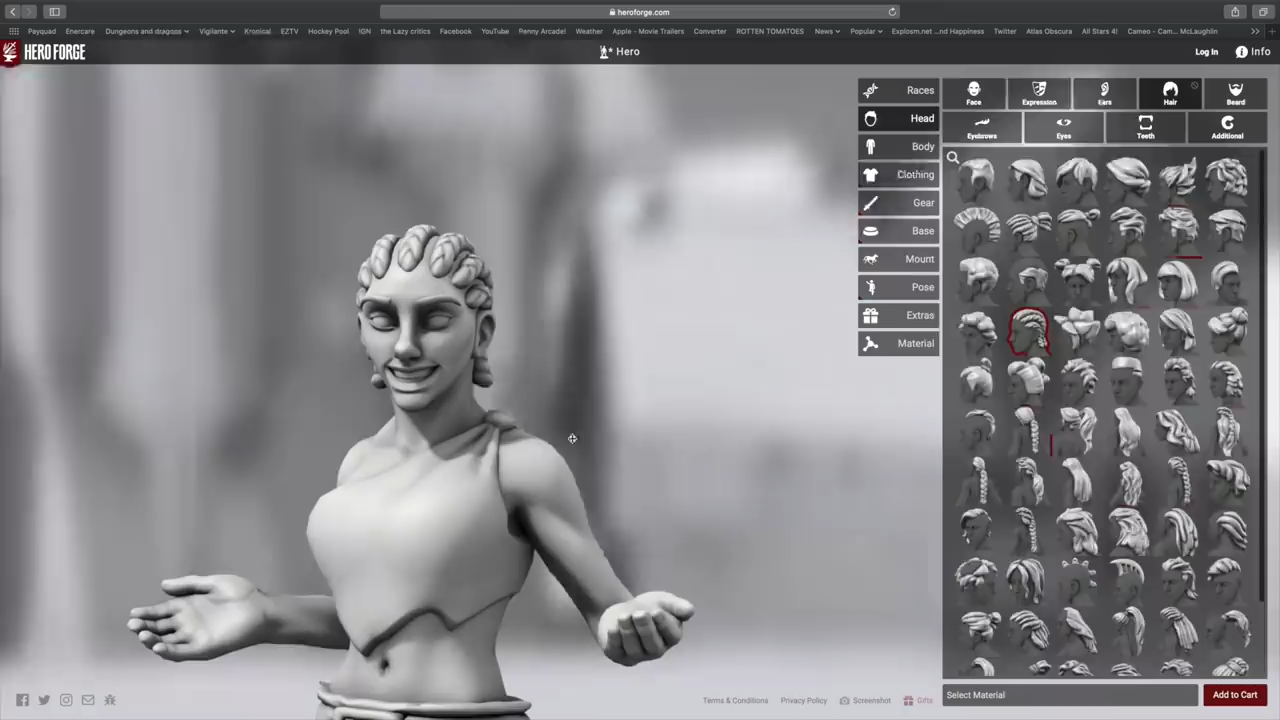 heroforge.com
Payquad Enercare Dungeons and dragons Vigilante Kronical EZTV Hockey Pool IGN the Lazy critics Facebook YouTube Penny Arcade! Weather Apple - Movie Trailers Converter ROTTEN TOMATOES News Popular Explosm.net ...nd Happiness Twitter Atlas Obscura All Stars 4! Cameo - Cam... McLaughlin
HERO FORGE
* Hero
Log In
Info
Races
Head
Body
Clothing
Gear
Base
Mount
Pose
Extras
Material
Face Expression Ears Hair Beard
Eyebrows Eyes Teeth Additional
Terms & Conditions Privacy Policy Screenshot Gifts
Select Material
Add to Cart